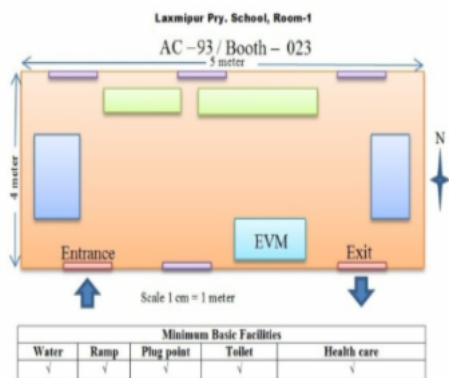 Laxmipur Pry. School, Room-1
AC -93 / Booth - 023
5 meter
4 meter
N
EVM
Entrance
Exit
Scale 1 cm = 1 meter
Minimum Basic Facilities
Water Ramp Plug point Toilet Health care
√ √ √ √ √